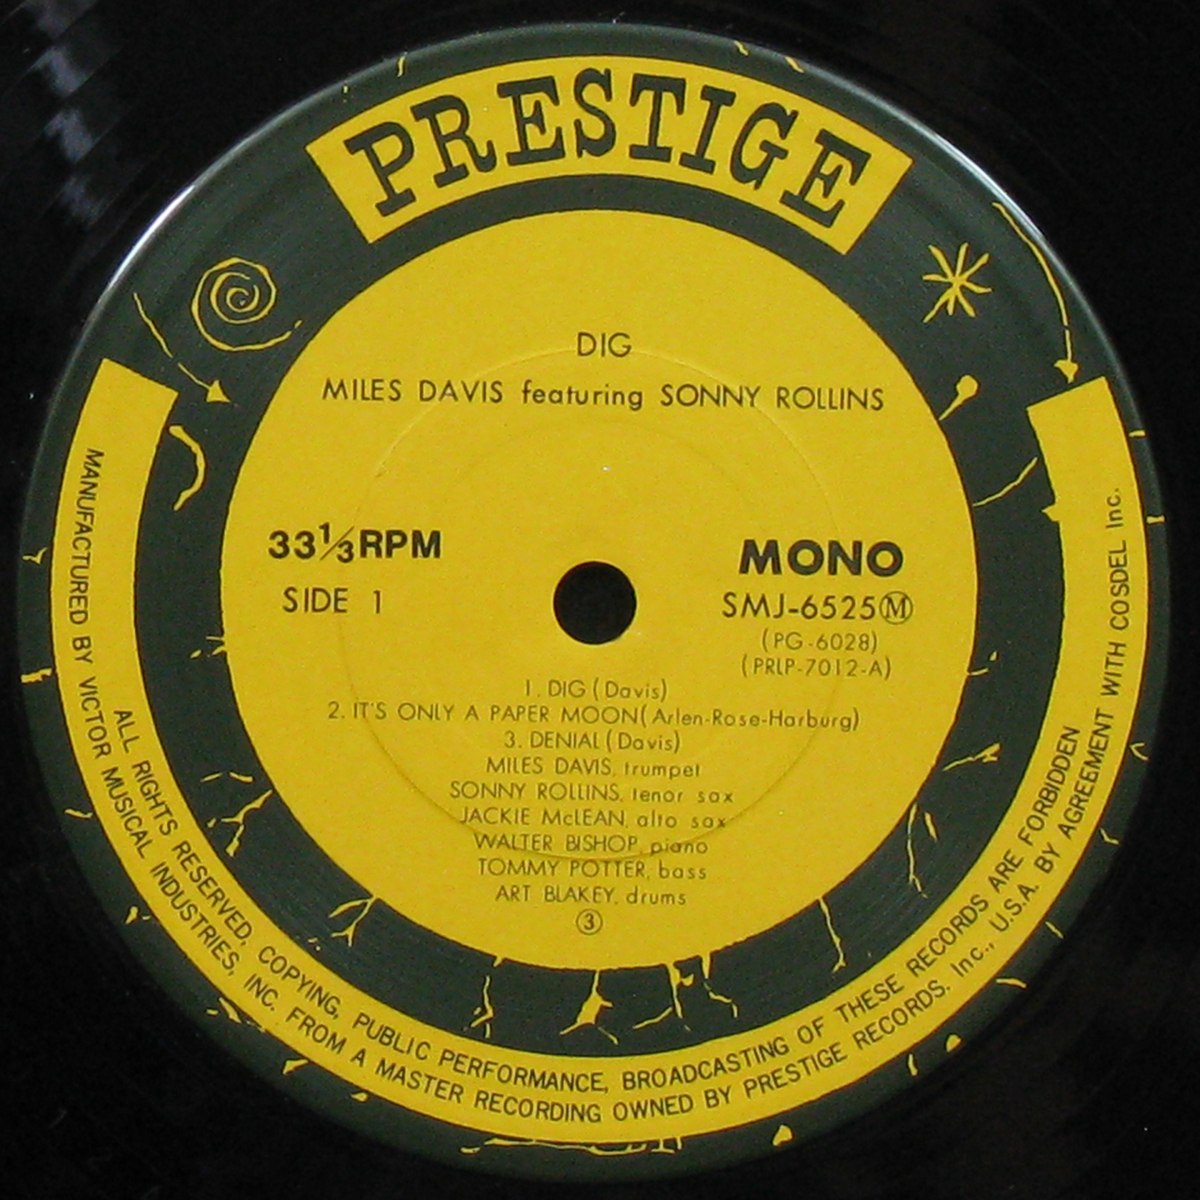 PRESTIGE
DIG
MILES DAVIS featuring SONNY ROLLINS
33⅓RPM
SIDE 1
MONO
SMJ-6525Ⓜ
(PG-6028)
(PRLP-7012-A)
1. DIG (Davis)
2. IT'S ONLY A PAPER MOON (Arlen-Rose-Harburg)
3. DENIAL (Davis)
MILES DAVIS, trumpet
SONNY ROLLINS, tenor sax
JACKIE McLEAN, alto sax
WALTER BISHOP, piano
TOMMY POTTER, bass
ART BLAKEY, drums
③
ALL RIGHTS RESERVED, COPYING, PUBLIC PERFORMANCE, BROADCASTING OF THESE RECORDS ARE FORBIDDEN
MANUFACTURED BY VICTOR MUSICAL INDUSTRIES, INC. FROM A MASTER RECORDING OWNED BY PRESTIGE RECORDS. Inc., U.S.A. BY AGREEMENT WITH COSDEL Inc.